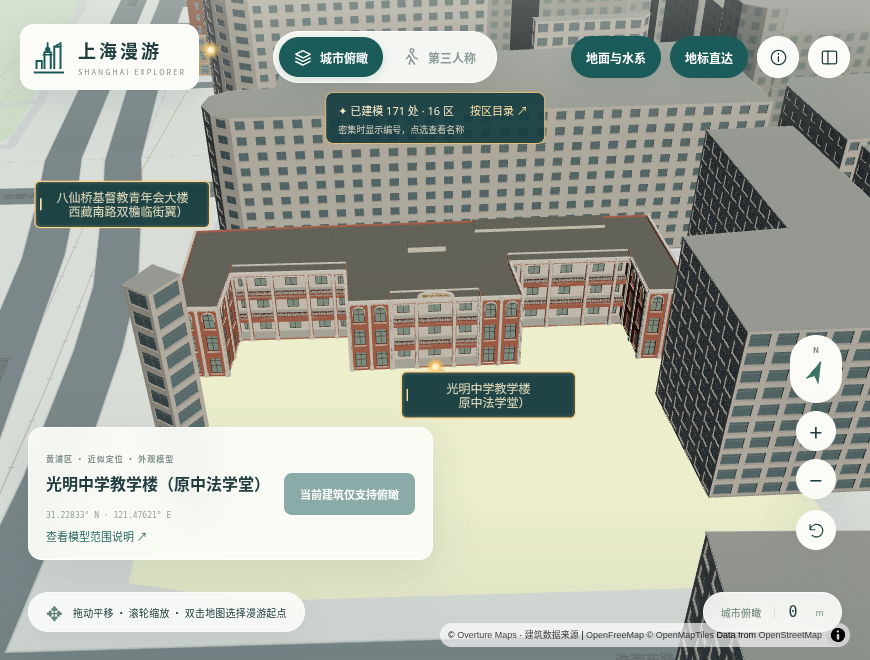 上海漫游
SHANGHAI EXPLORER
城市俯瞰
第三人称
地面与水系
地标直达
✦ 已建模 171 处 · 16 区 按区目录 ↗
密集时显示编号，点选查看名称
八仙桥基督教青年会大楼
西藏南路双檐临街翼）
光明中学教学楼
原中法学堂）
N
+
−
黄浦区 · 近似定位 · 外观模型
光明中学教学楼（原中法学堂）
当前建筑仅支持俯瞰
31.22833° N · 121.47621° E
查看模型范围说明 ↗
拖动平移 · 滚轮缩放 · 双击地图选择漫游起点
城市俯瞰 0 m
© Overture Maps · 建筑数据来源 | OpenFreeMap © OpenMapTiles Data from OpenStreetMap